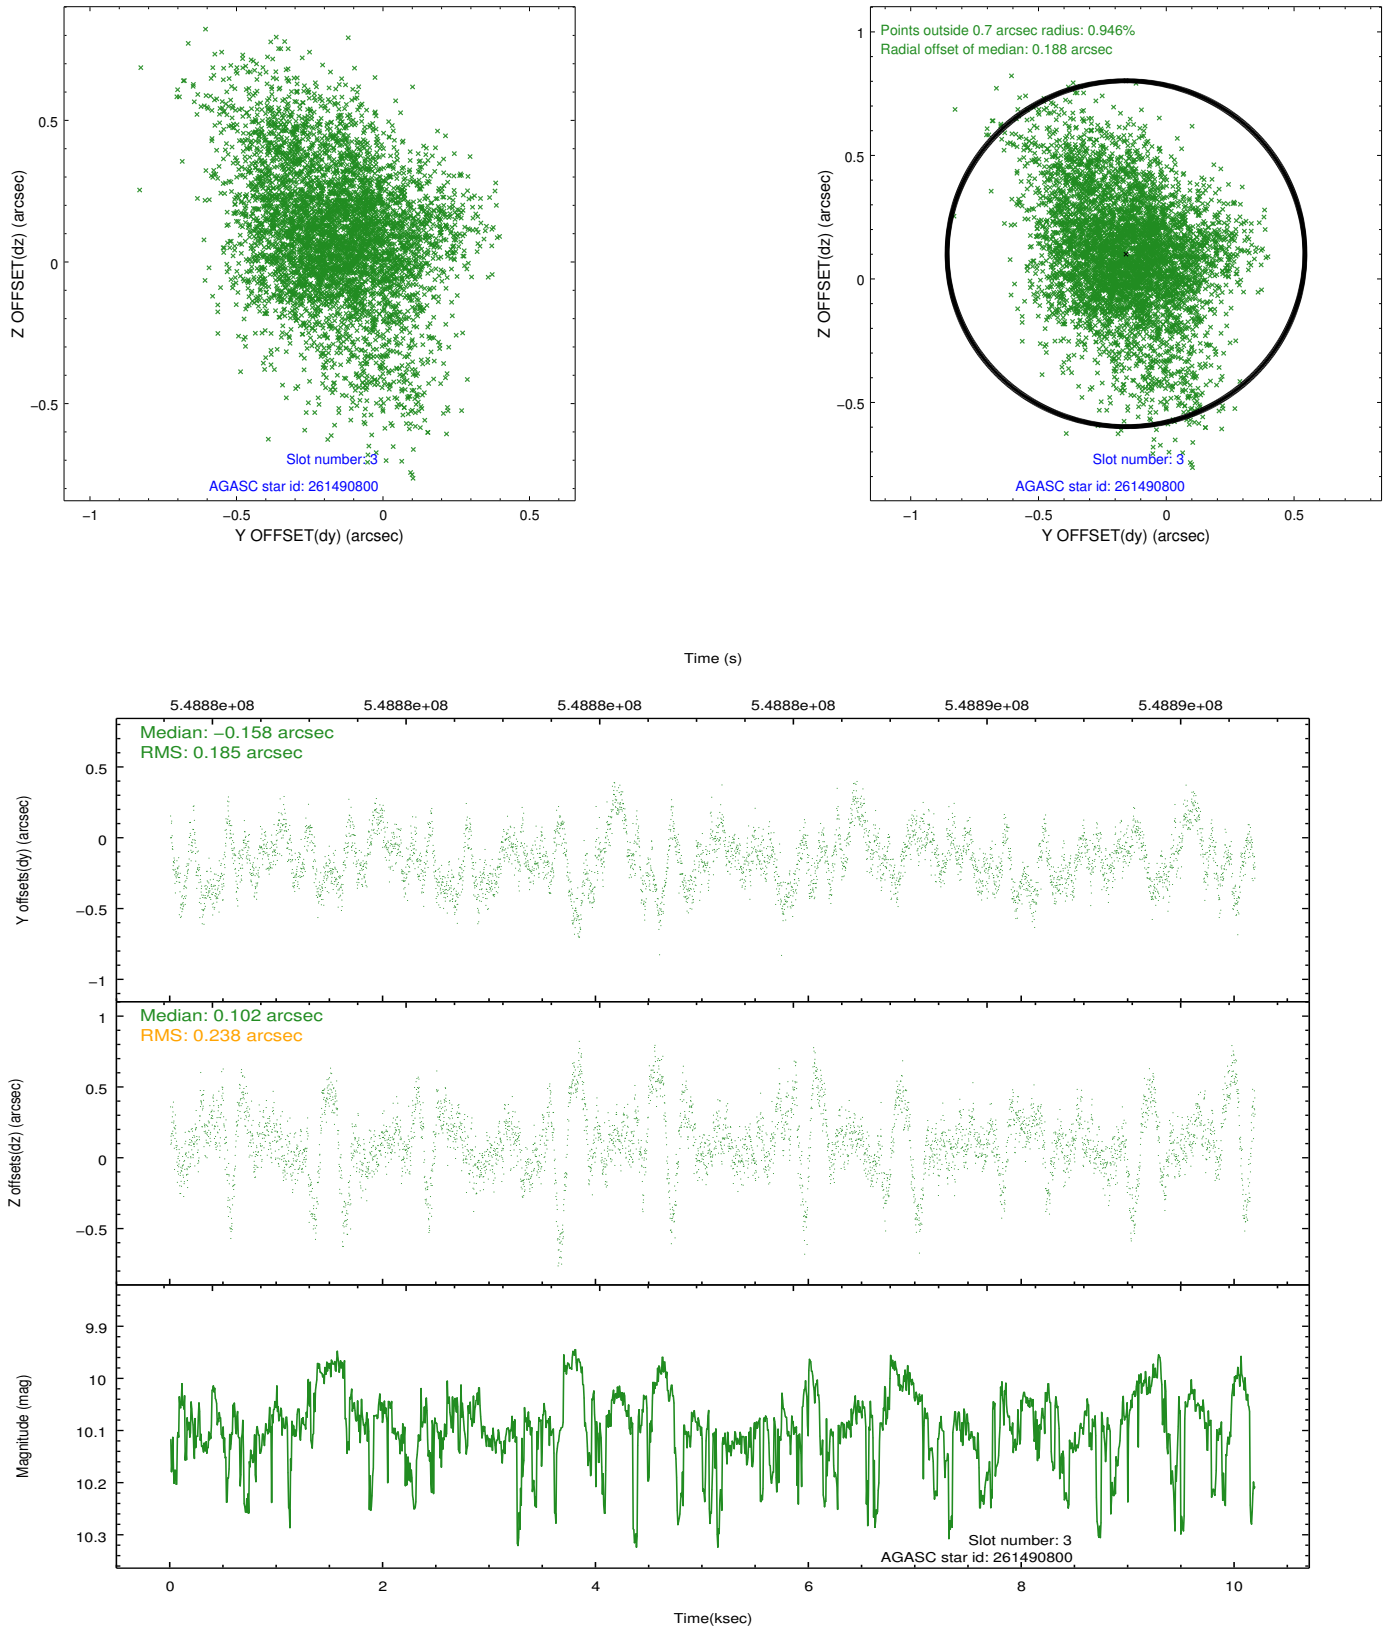 0.5
0
−0.5
Z OFFSET(dz) (arcsec)
Slot number: 3
AGASC star id: 261490800
−1
−0.5
0
0.5
Y OFFSET(dy) (arcsec)
Points outside 0.7 arcsec radius: 0.946%
Radial offset of median: 0.188 arcsec
1
0.5
0
−0.5
Z OFFSET(dz) (arcsec)
Slot number: 3
AGASC star id: 261490800
−1
−0.5
0
0.5
Y OFFSET(dy) (arcsec)
Time (s)
5.4888e+08
5.4888e+08
5.4888e+08
5.4888e+08
5.4889e+08
5.4889e+08
Median: −0.158 arcsec
RMS: 0.185 arcsec
0.5
0
−0.5
−1
Y offsets(dy) (arcsec)
Median: 0.102 arcsec
RMS: 0.238 arcsec
1
0.5
0
−0.5
Z offsets(dz) (arcsec)
9.9
10
10.1
10.2
10.3
Magnitude (mag)
Slot number: 3
AGASC star id: 261490800
0
2
4
6
8
10
Time(ksec)